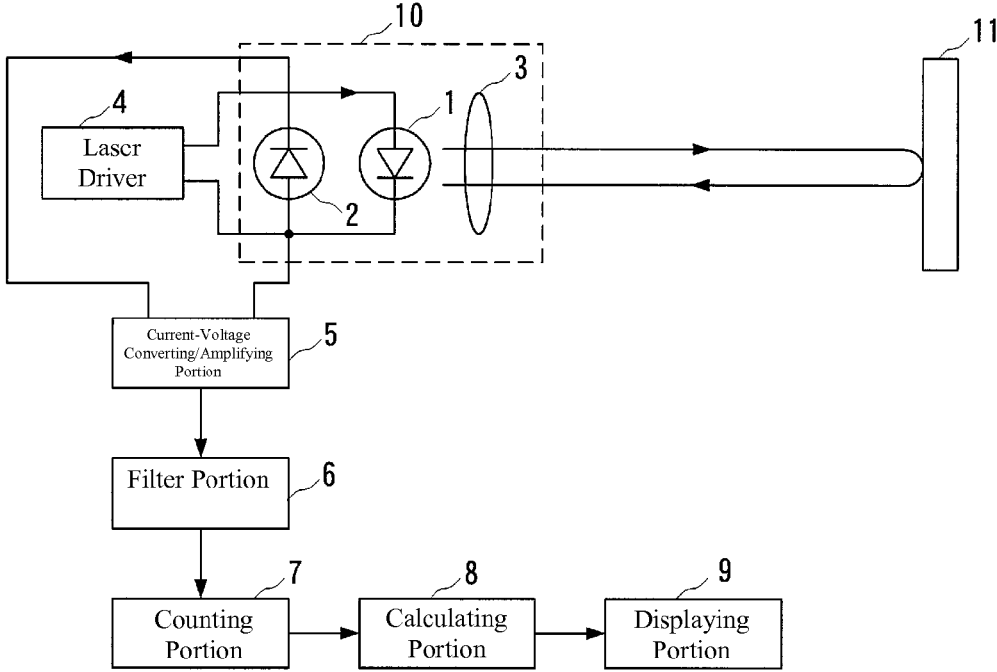 10
11
3
4
1
Laser
Driver
2
Current-Voltage
Converting/Amplifying
Portion
5
Filter Portion
6
7
8
9
Counting
Portion
Calculating
Portion
Displaying
Portion